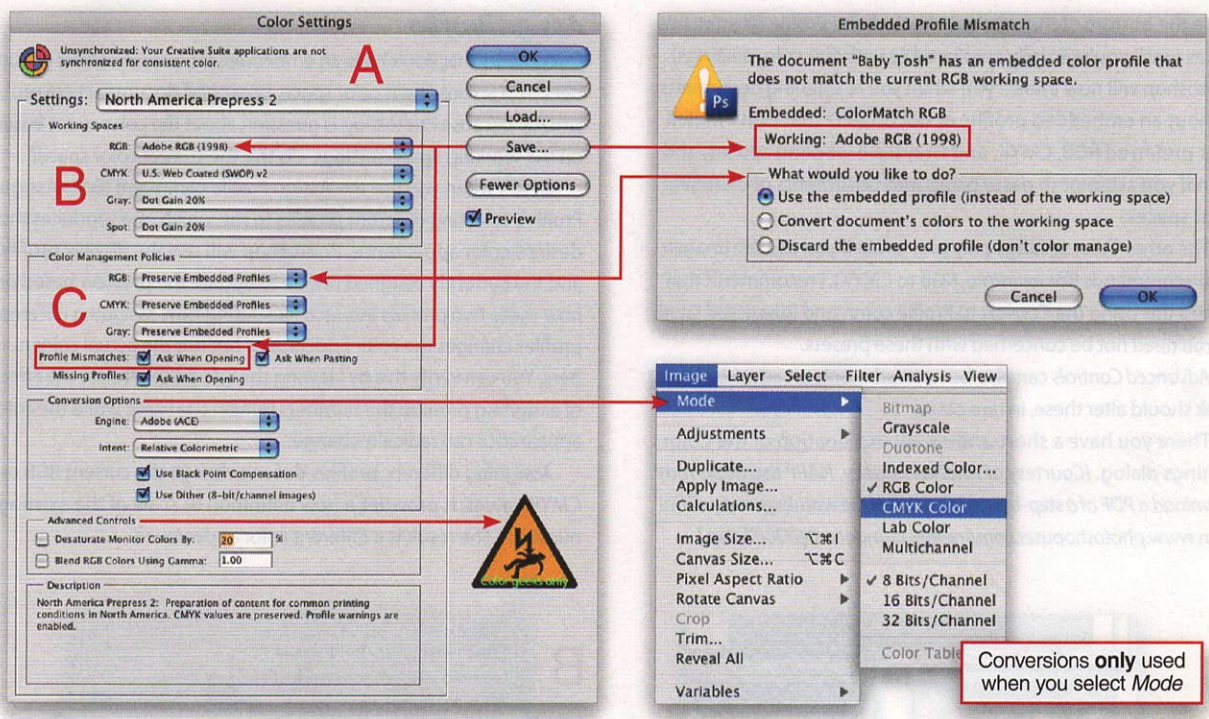 Color Settings
Unsynchronized: Your Creative Suite applications are not
synchronized for consistent color.
A
Settings: North America Prepress 2
Working Spaces
B
RGB: Adobe RGB (1998)
CMYK: U.S. Web Coated (SWOP) v2
Gray: Dot Gain 20%
Spot: Dot Gain 20%
Color Management Policies
C
RGB: Preserve Embedded Profiles
CMYK: Preserve Embedded Profiles
Gray: Preserve Embedded Profiles
Profile Mismatches: Ask When Opening Ask When Pasting
Missing Profiles: Ask When Opening
Conversion Options
Engine: Adobe (ACE)
Intent: Relative Colorimetric
Use Black Point Compensation
Use Dither (8-bit/channel images)
Advanced Controls
Desaturate Monitor Colors By: 20 %
Blend RGB Colors Using Gamma: 1.00
Description
North America Prepress 2: Preparation of content for common printing
conditions in North America. CMYK values are preserved. Profile warnings are
enabled.
OK
Cancel
Load...
Save...
Fewer Options
Preview
Color geeks only
Embedded Profile Mismatch
Ps
The document "Baby Tosh" has an embedded color profile that
does not match the current RGB working space.
Embedded: ColorMatch RGB
Working: Adobe RGB (1998)
What would you like to do?
Use the embedded profile (instead of the working space)
Convert document's colors to the working space
Discard the embedded profile (don't color manage)
Cancel OK
Image Layer Select Filter Analysis View
Mode
Adjustments
Duplicate...
Apply Image...
Calculations...
Image Size... ⌥⌘I
Canvas Size... ⌥⌘C
Pixel Aspect Ratio
Rotate Canvas
Crop
Trim...
Reveal All
Variables
Bitmap
Grayscale
Duotone
Indexed Color...
✓ RGB Color
CMYK Color
Lab Color
Multichannel
✓ 8 Bits/Channel
16 Bits/Channel
32 Bits/Channel
Color Table
Conversions only used
when you select Mode